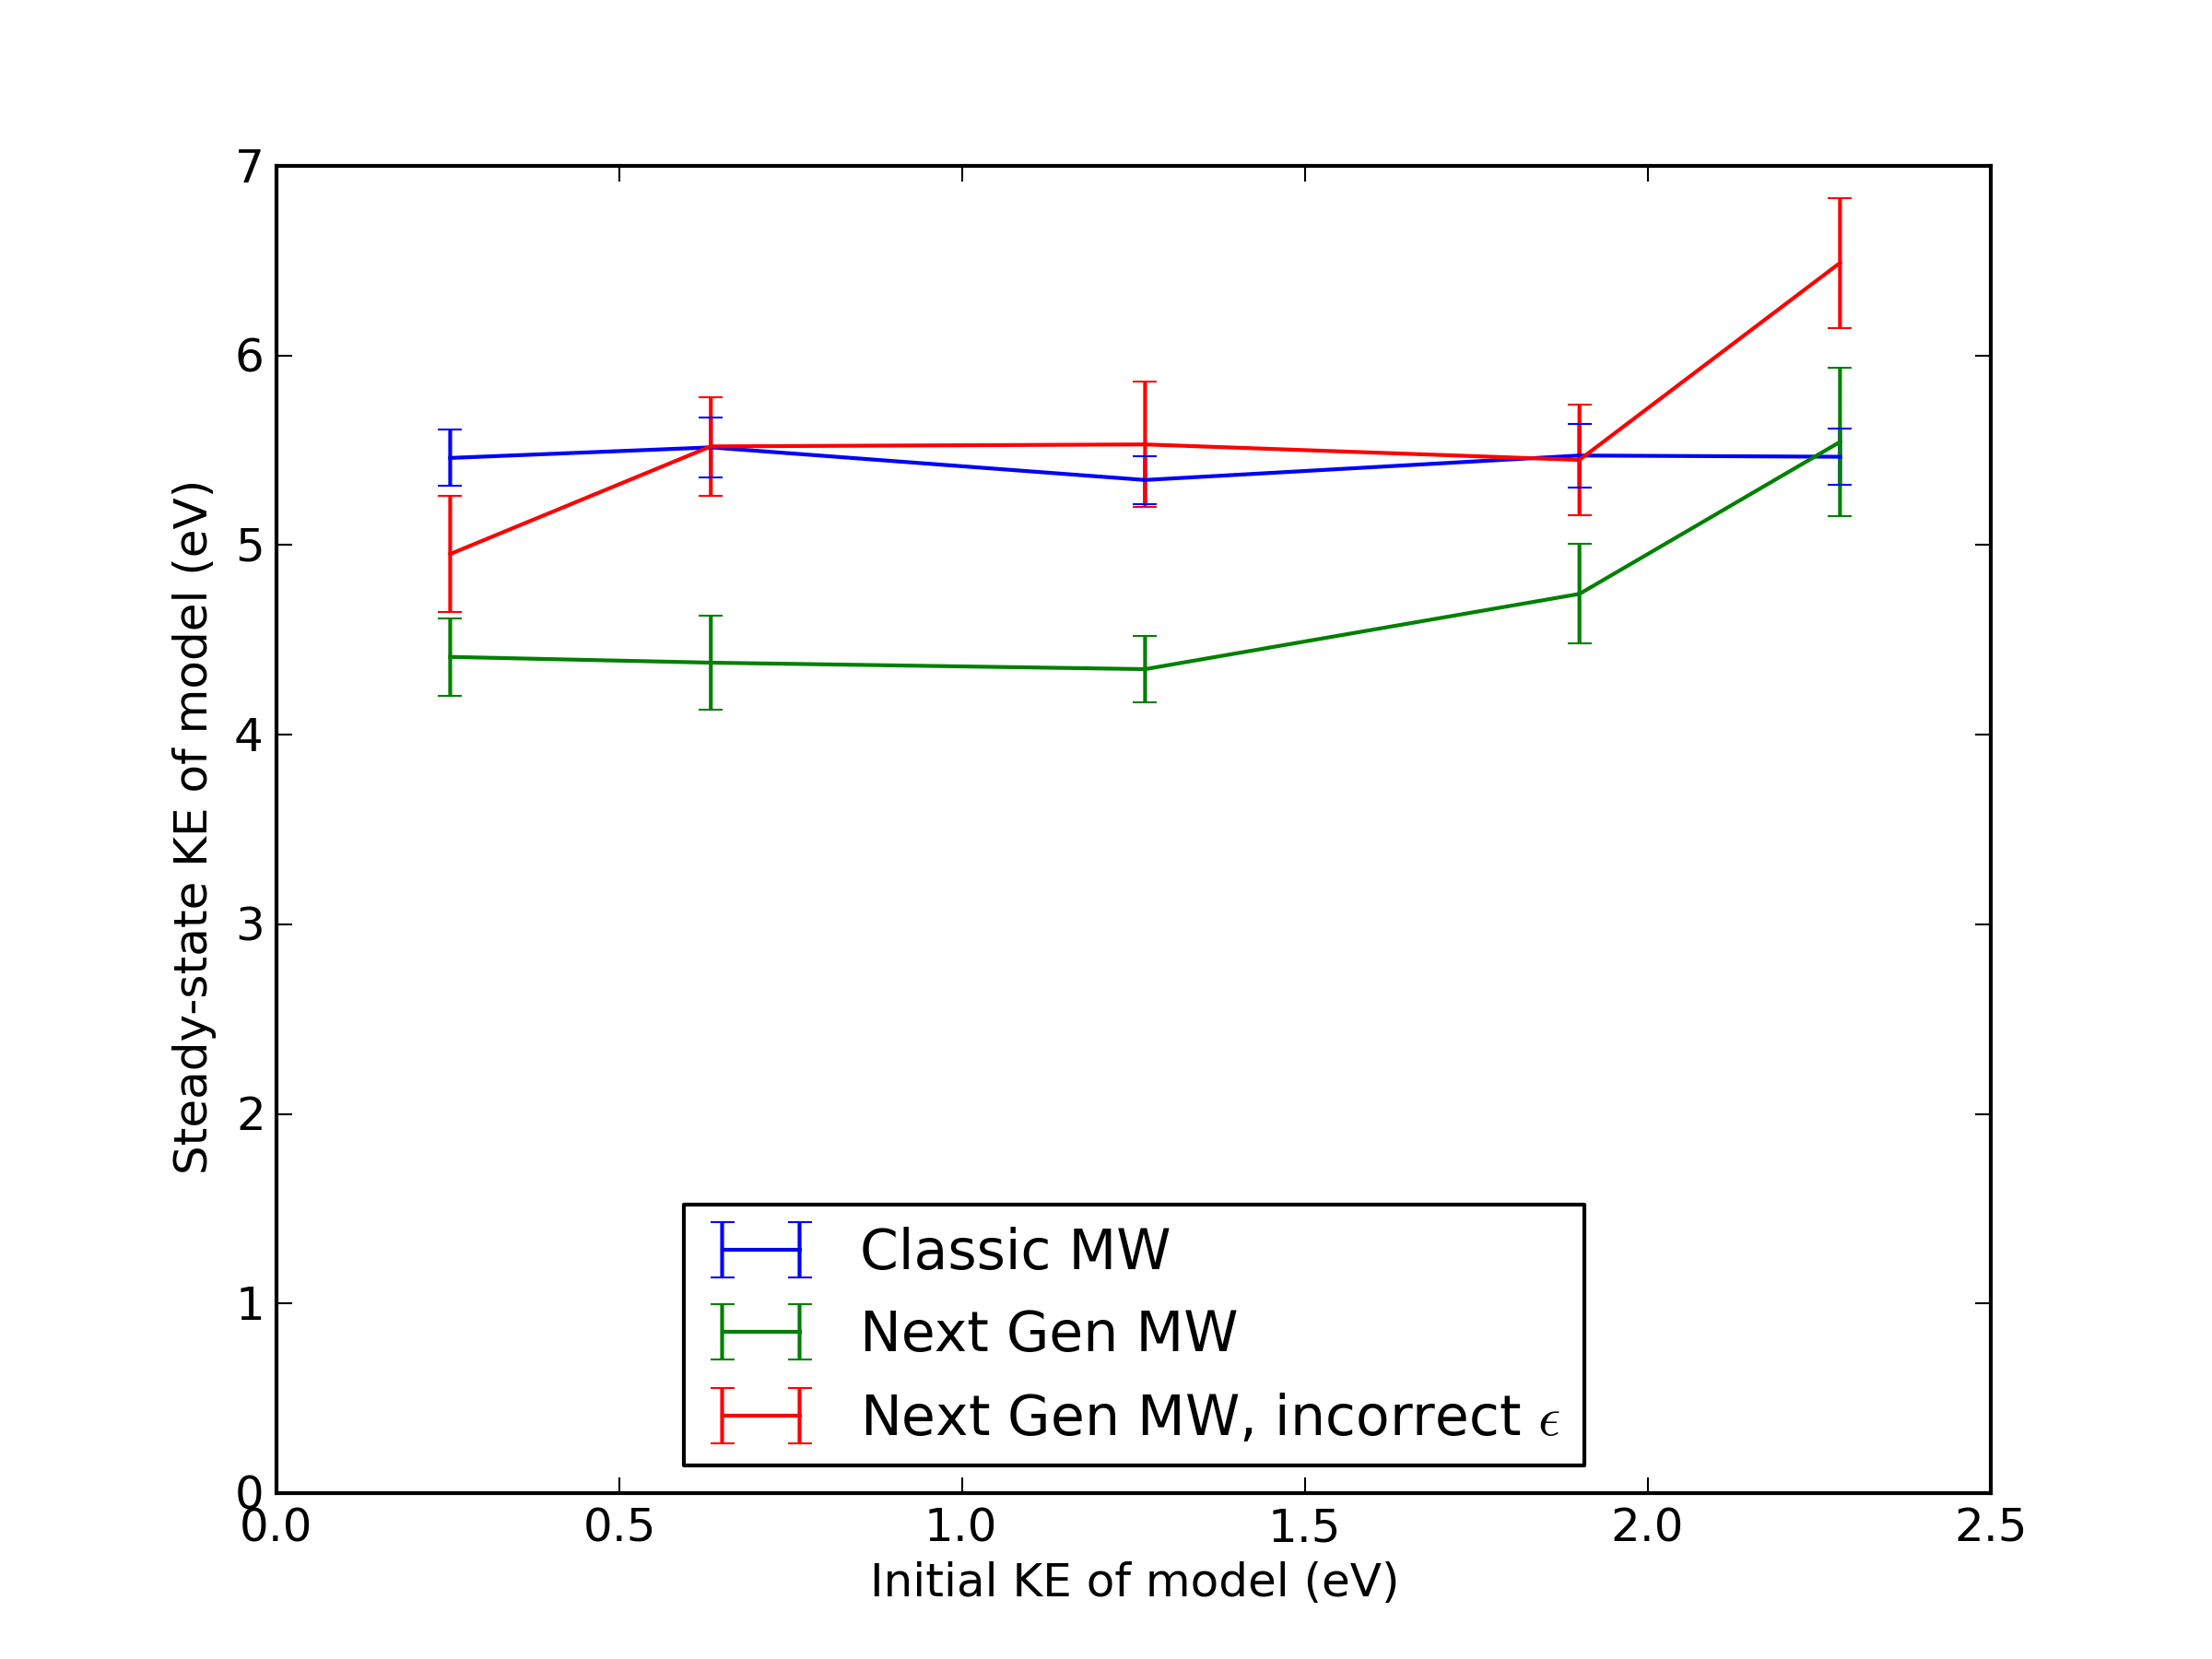 7
6
5
4
3
2
1
0
Steady-state KE of model (eV)
Classic MW
Next Gen MW
Next Gen MW, incorrect ϵ
0.0 0.5 1.0 1.5 2.0 2.5
Initial KE of model (eV)